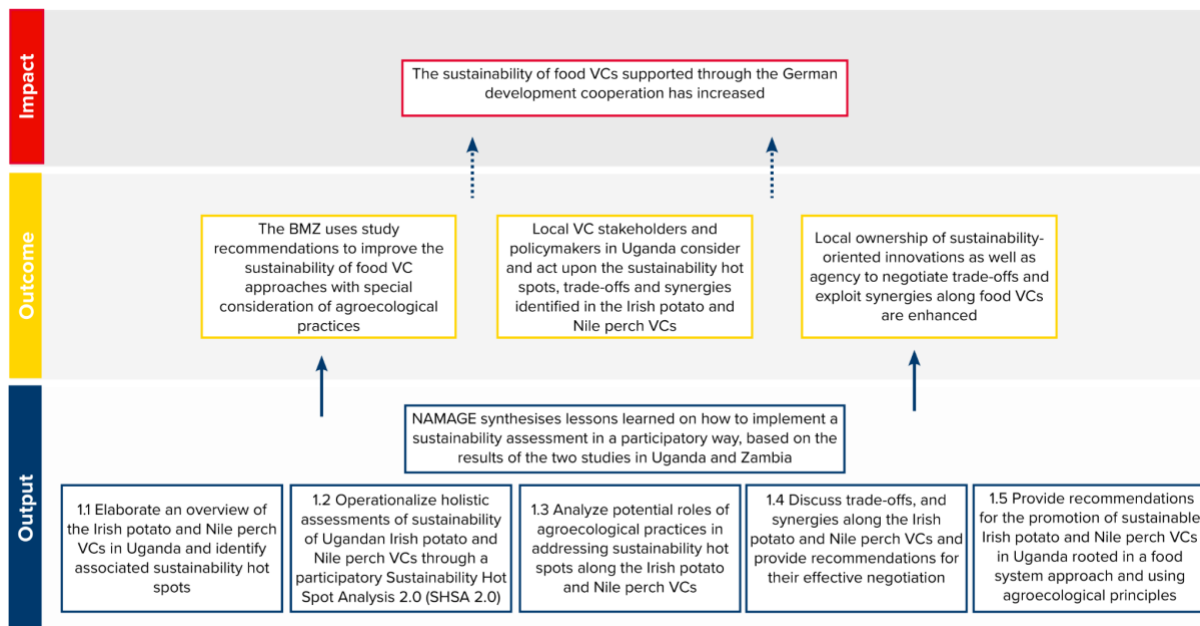 Impact
The sustainability of food VCs supported through the German
development cooperation has increased
Outcome
The BMZ uses study
recommendations to improve the
sustainability of food VC
approaches with special
consideration of agroecological
practices
Local VC stakeholders and
policymakers in Uganda consider
and act upon the sustainability hot
spots, trade-offs and synergies
identified in the Irish potato and
Nile perch VCs
Local ownership of sustainability-
oriented innovations as well as
agency to negotiate trade-offs and
exploit synergies along food VCs
are enhanced
Output
NAMAGE synthesises lessons learned on how to implement a
sustainability assessment in a participatory way, based on the
results of the two studies in Uganda and Zambia
1.1 Elaborate an overview of
the Irish potato and Nile perch
VCs in Uganda and identify
associated sustainability hot
spots
1.2 Operationalize holistic
assessments of sustainability
of Ugandan Irish potato and
Nile perch VCs through a
participatory Sustainability Hot
Spot Analysis 2.0 (SHSA 2.0)
1.3 Analyze potential roles of
agroecological practices in
addressing sustainability hot
spots along the Irish potato
and Nile perch VCs
1.4 Discuss trade-offs, and
synergies along the Irish
potato and Nile perch VCs and
provide recommendations for
their effective negotiation
1.5 Provide recommendations
for the promotion of sustainable
Irish potato and Nile perch VCs
in Uganda rooted in a food
system approach and using
agroecological principles